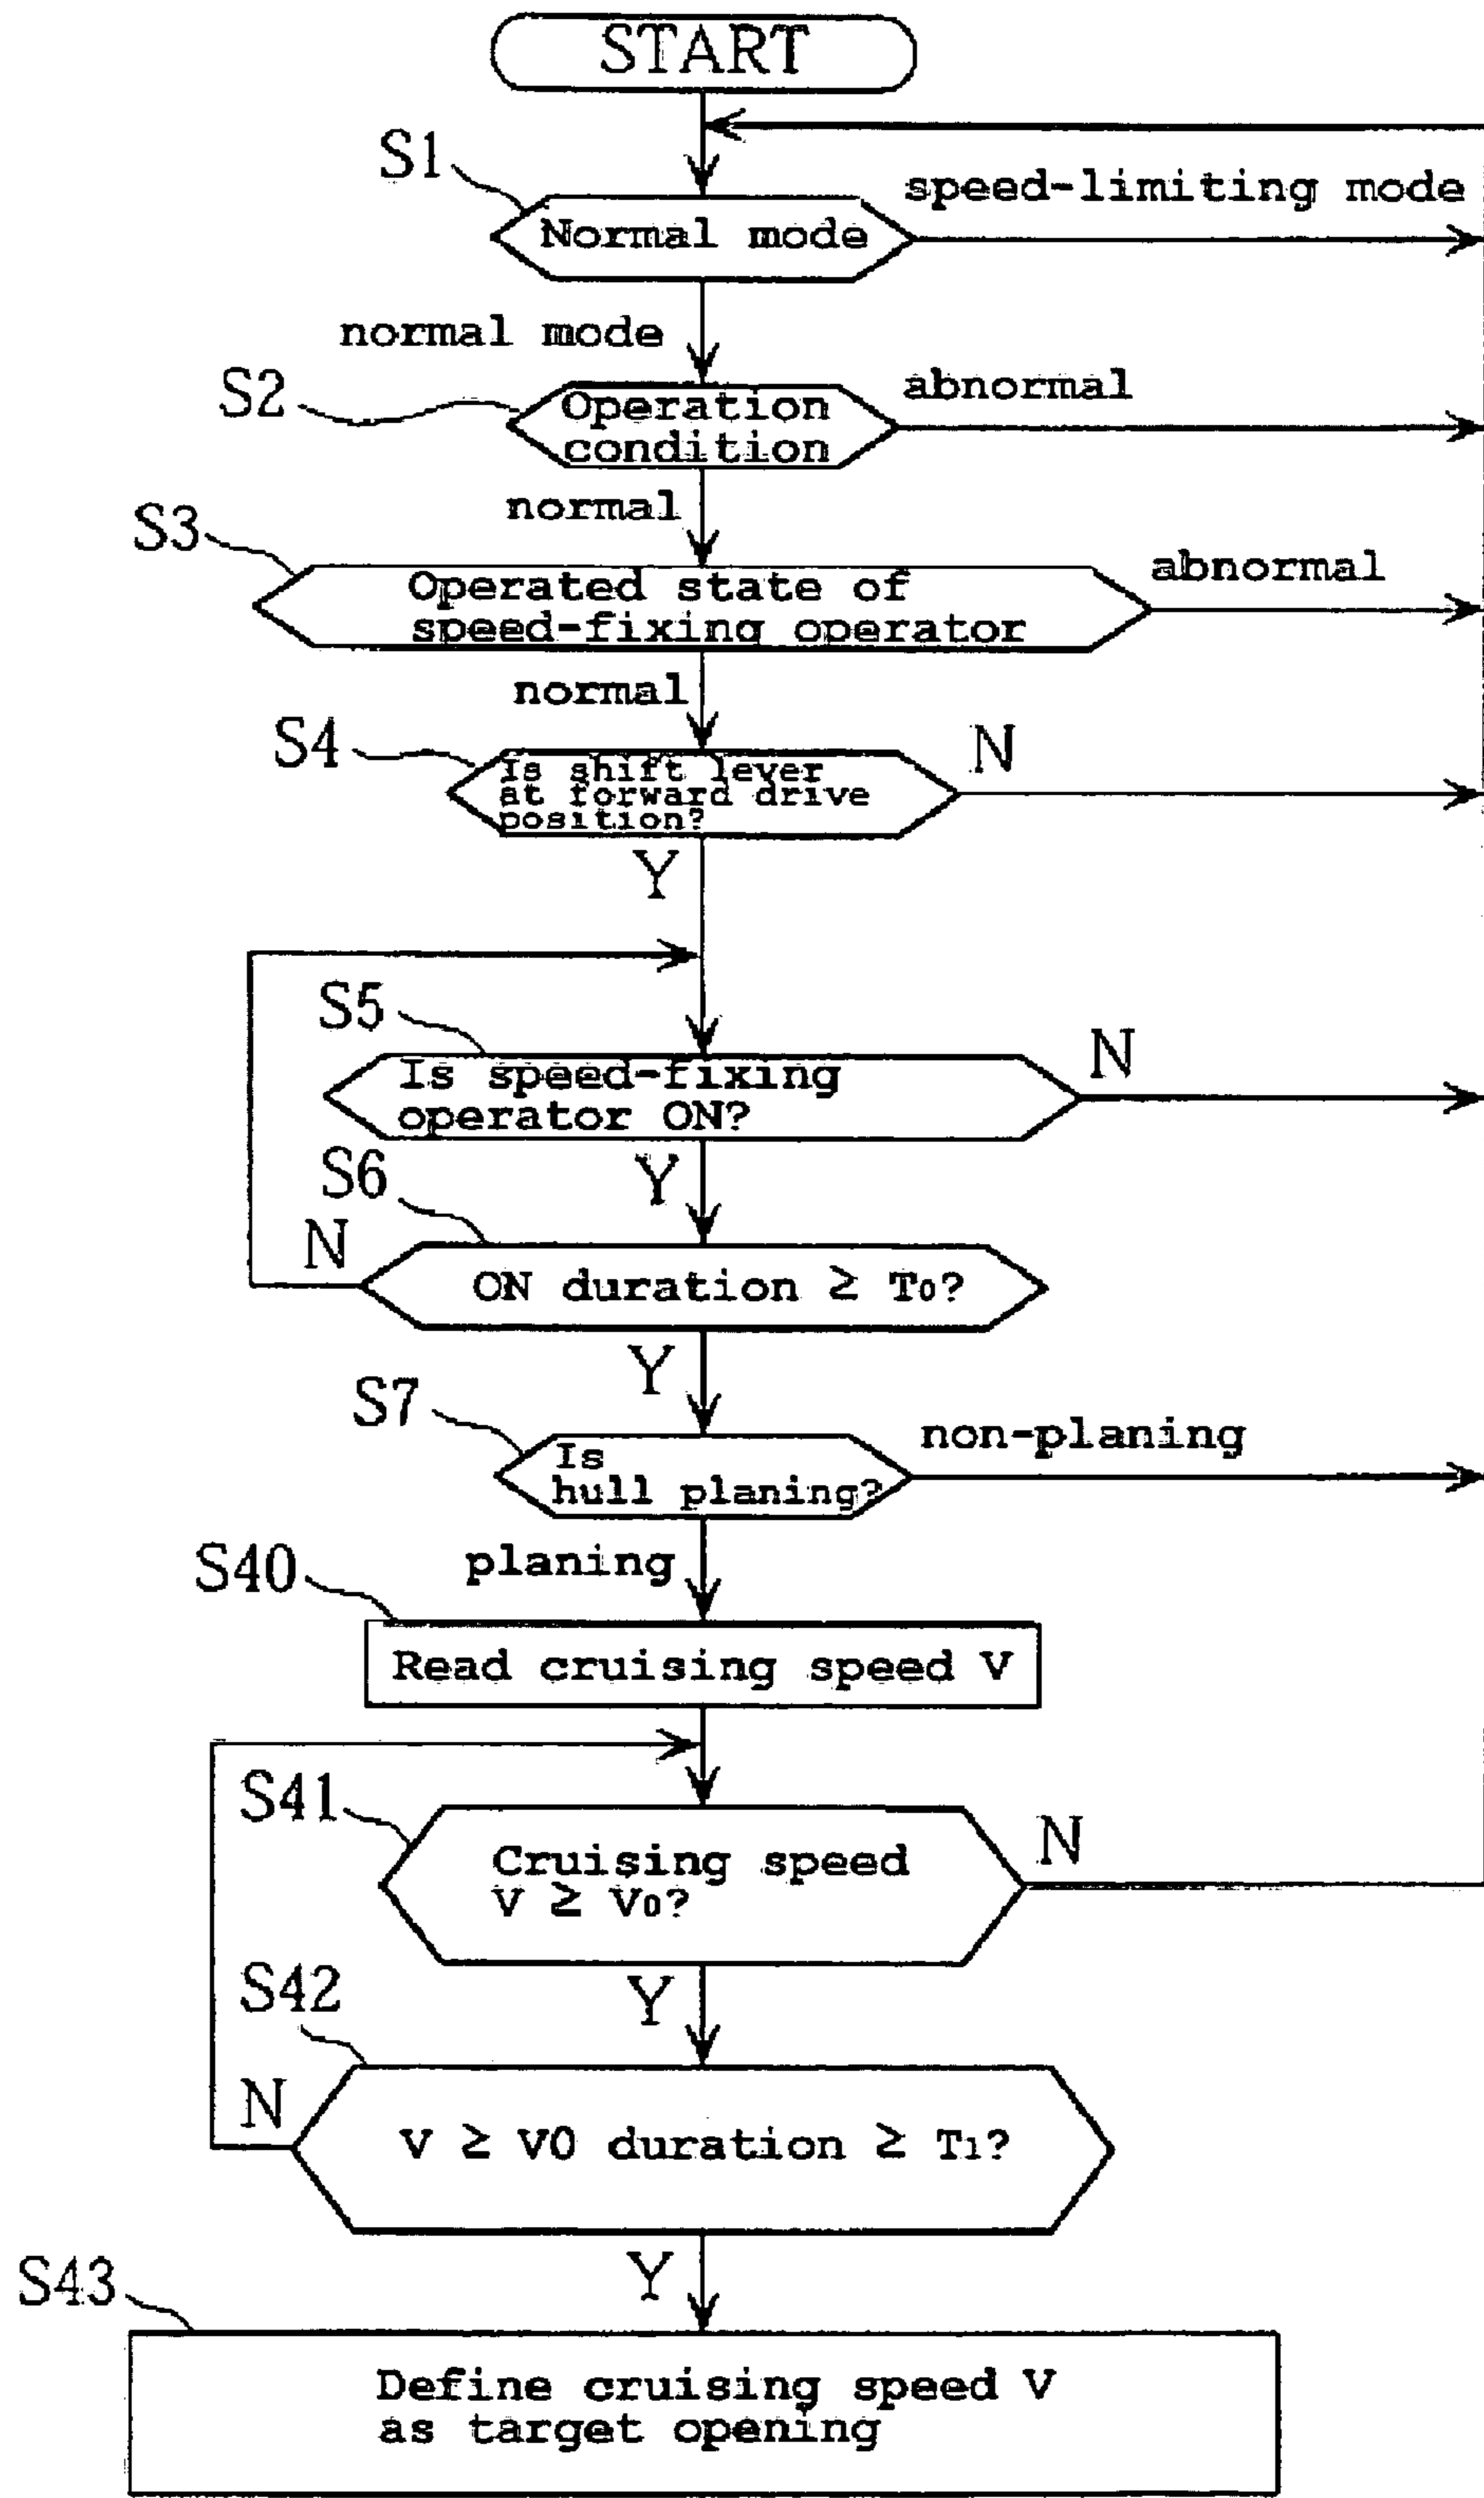 START
S1
speed-limiting mode
Normal mode
normal mode
S2
abnormal
Operation
condition
normal
S3
abnormal
Operated state of
speed-fixing operator
normal
S4
N
Is shift lever
at forward drive
position?
Y
S5
N
Is speed-fixing
operator ON?
S6
Y
N
ON duration ≥ T₀?
Y
S7
non-planing
Is
hull planing?
S40
planing
Read cruising speed V
S41
N
Cruising speed
V ≥ V₀?
S42
Y
N
V ≥ V0 duration ≥ T₁?
S43
Y
Define cruising speed V
as target opening